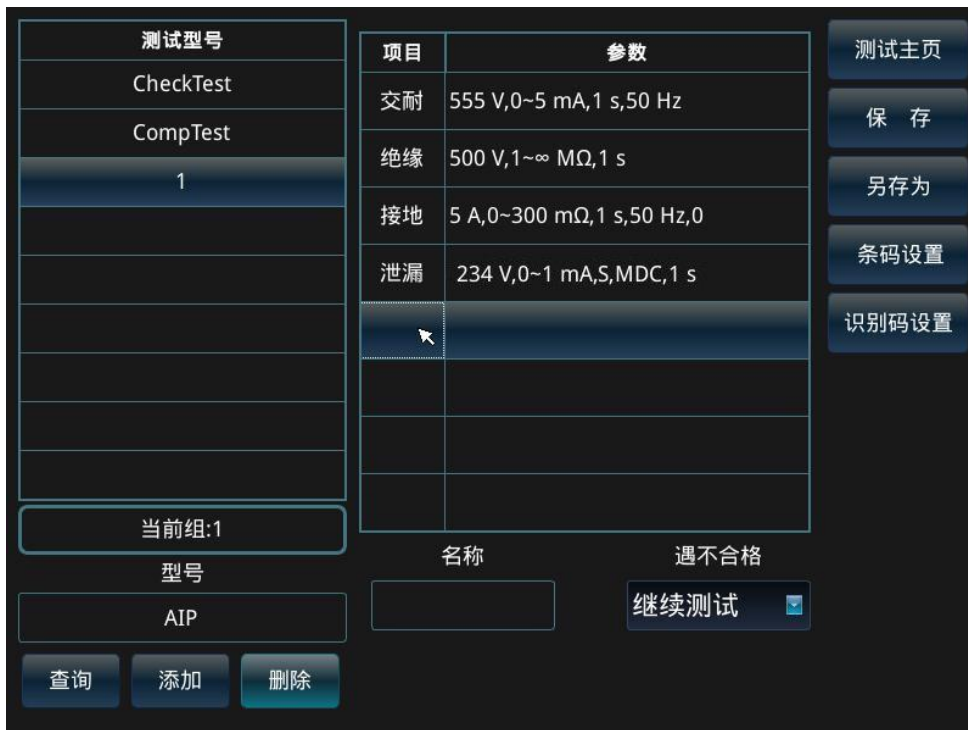 测试型号
CheckTest
CompTest
1
当前组:1
型号
AIP
查询 添加 删除
项目 参数
交耐 555 V,0~5 mA,1 s,50 Hz
绝缘 500 V,1~∞ MΩ,1 s
接地 5 A,0~300 mΩ,1 s,50 Hz,0
泄漏 234 V,0~1 mA,S,MDC,1 s
名称 遇不合格
继续测试
测试主页
保 存
另存为
条码设置
识别码设置